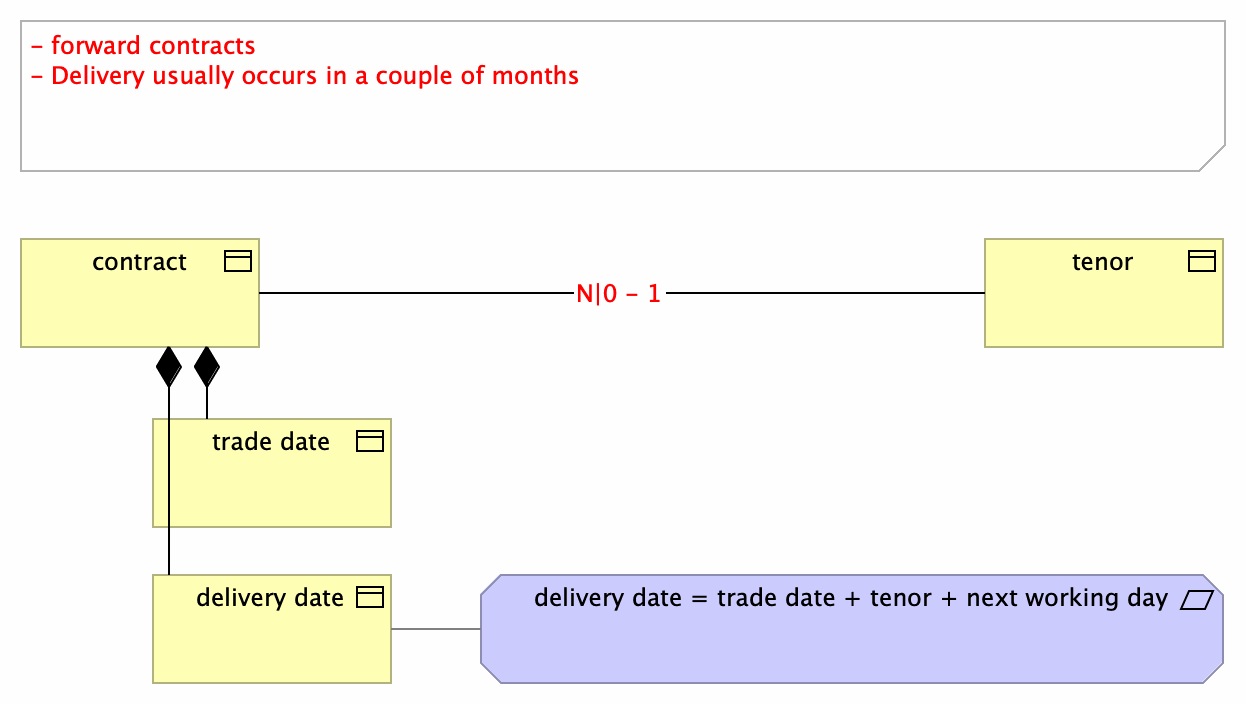 - forward contracts
- Delivery usually occurs in a couple of months
contract
tenor
N|0 - 1
trade date
delivery date
delivery date = trade date + tenor + next working day